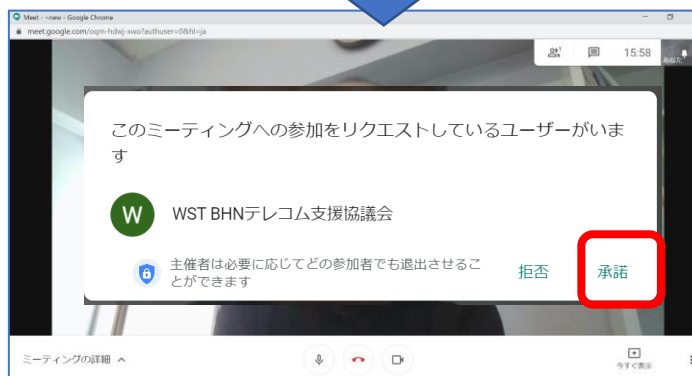 Meet - ~new - Google Chrome
meet.google.com/oqm-hdwj-xwo?authuser=0&hl=ja
15:58
あなた
このミーティングへの参加をリクエストしているユーザーがいま
す
W WST BHNテレコム支援協議会
主催者は必要に応じてどの参加者でも退出させるこ
とができます
拒否 承諾
ミーティングの詳細
今すぐ表示